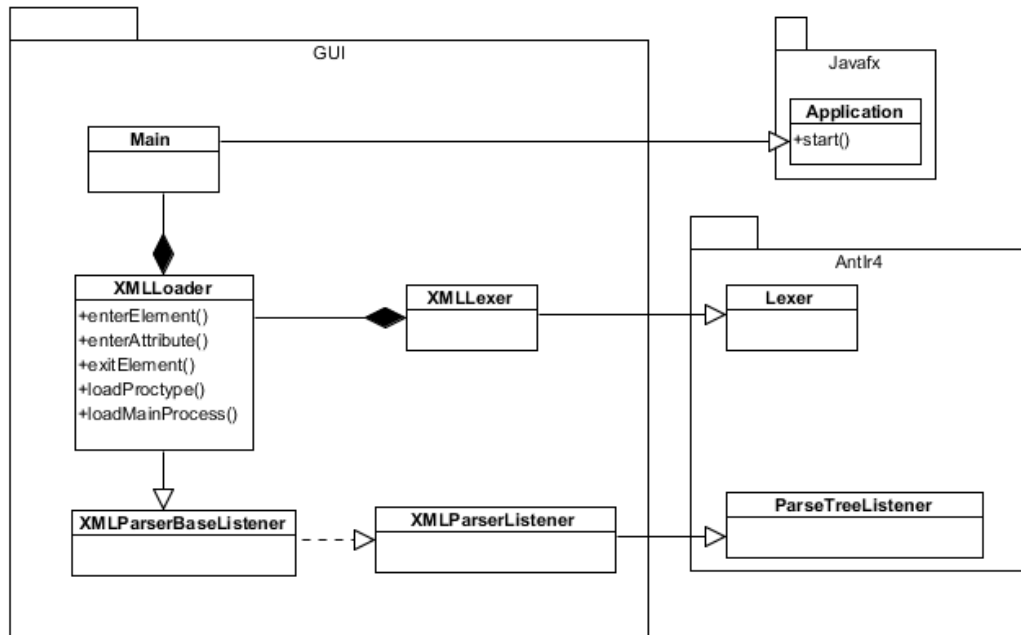 GUI
Javafx
Application
+start()
Main
Antlr4
XMLLoader
+enterElement()
+enterAttribute()
+exitElement()
+loadProctype()
+loadMainProcess()
XMLLexer
Lexer
XMLParserBaseListener
XMLParserListener
ParseTreeListener